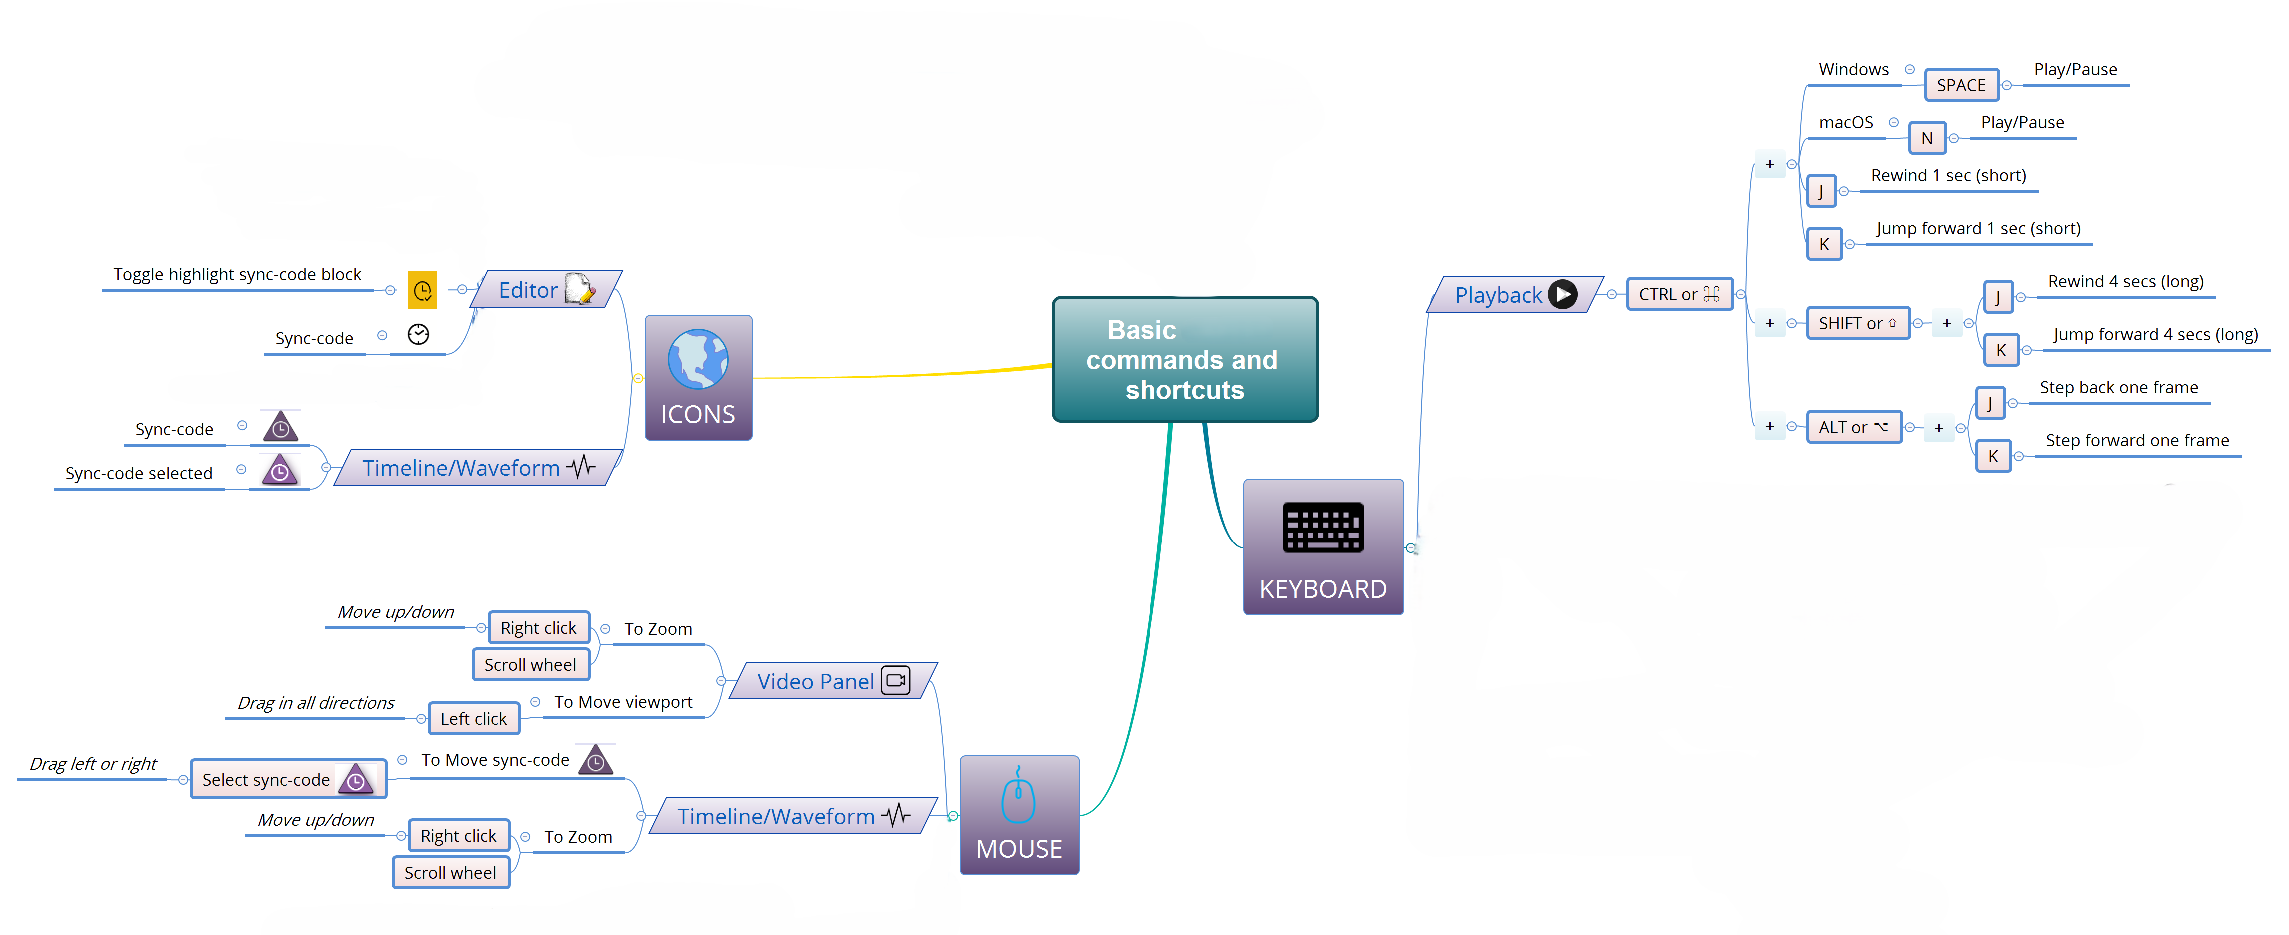 Basic
commands and
shortcuts
ICONS
Editor
Toggle highlight sync-code block
Sync-code
Timeline/Waveform
Sync-code
Sync-code selected
KEYBOARD
Playback
CTRL or ⌘
+
Windows
SPACE
Play/Pause
macOS
N
Play/Pause
J
Rewind 1 sec (short)
K
Jump forward 1 sec (short)
+
SHIFT or ⇧
+
J
Rewind 4 secs (long)
K
Jump forward 4 secs (long)
+
ALT or ⌥
+
J
Step back one frame
K
Step forward one frame
MOUSE
Video Panel
To Zoom
Right click
Move up/down
Scroll wheel
To Move viewport
Left click
Drag in all directions
Timeline/Waveform
To Move sync-code
Select sync-code
Drag left or right
To Zoom
Right click
Move up/down
Scroll wheel